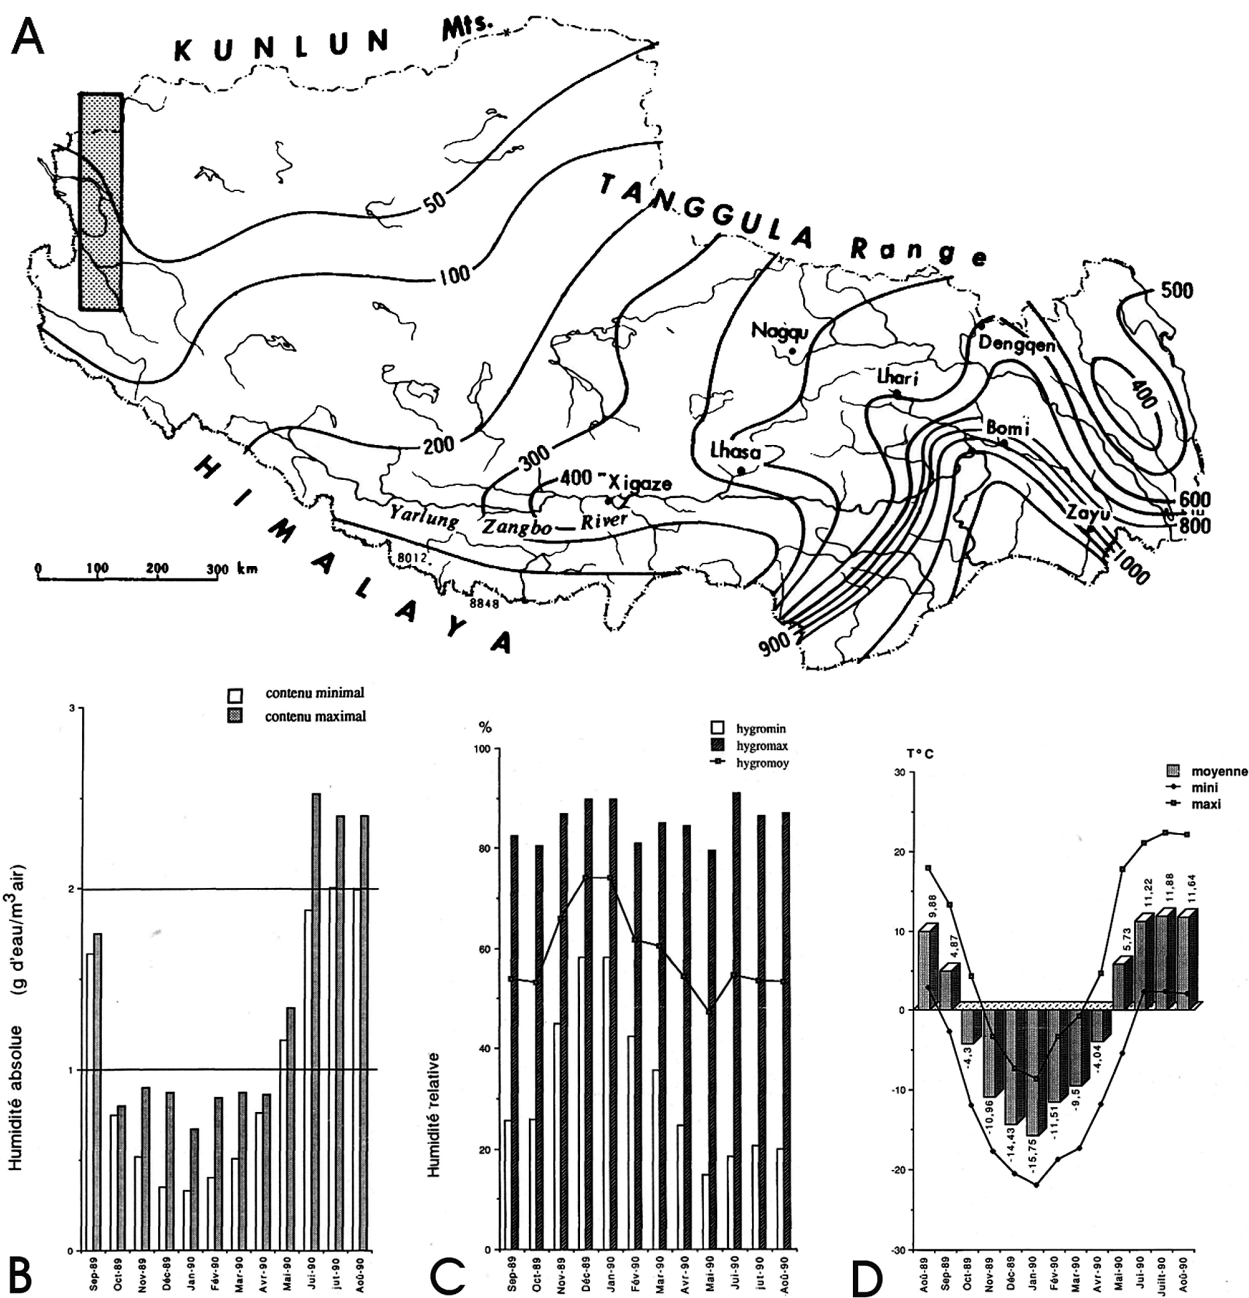 A
KUNLUN Mts.
50
TANGGULA Range
100
500
Nagqu
Dengqen
Lhari
400
Bomi
200
300
Lhasa
400
Xigaze
600
Zayu
800
Yarlung Zangbo River
8012
1000
0 100 200 300 km
8848
HIMALAYA
900
B
contenu minimal
contenu maximal
Humidité absolue (g d'eau/m³ air)
3
2
1
0
Sep-89 Oct-89 Nov-89 Déc-89 Jan-90 Fév-90 Mar-90 Avr-90 Mai-90 Jui-90 jut-90 Aoû-90
C
%
hygromin
hygromax
hygromoy
Humidité relative
100
80
60
40
20
0
Sep-89 Oct-89 Nov-89 Déc-89 Jan-90 Fév-90 Mar-90 Avr-90 Mai-90 Jui-90 jut-90 Aoû-90
D
T°C
moyenne
mini
maxi
30
20
10
0
-10
-20
-30
9,88 4,87 -4,3 -10,96 -14,43 -15,75 -11,51 -9,5 -4,04 5,73 11,22 11,88 11,64
Aoû-89 Sep-89 Oct-89 Nov-89 Déc-89 Jan-90 Fév-90 Mar-90 Avr-90 Mai-90 Jui-90 Juilt-90 Aoû-90